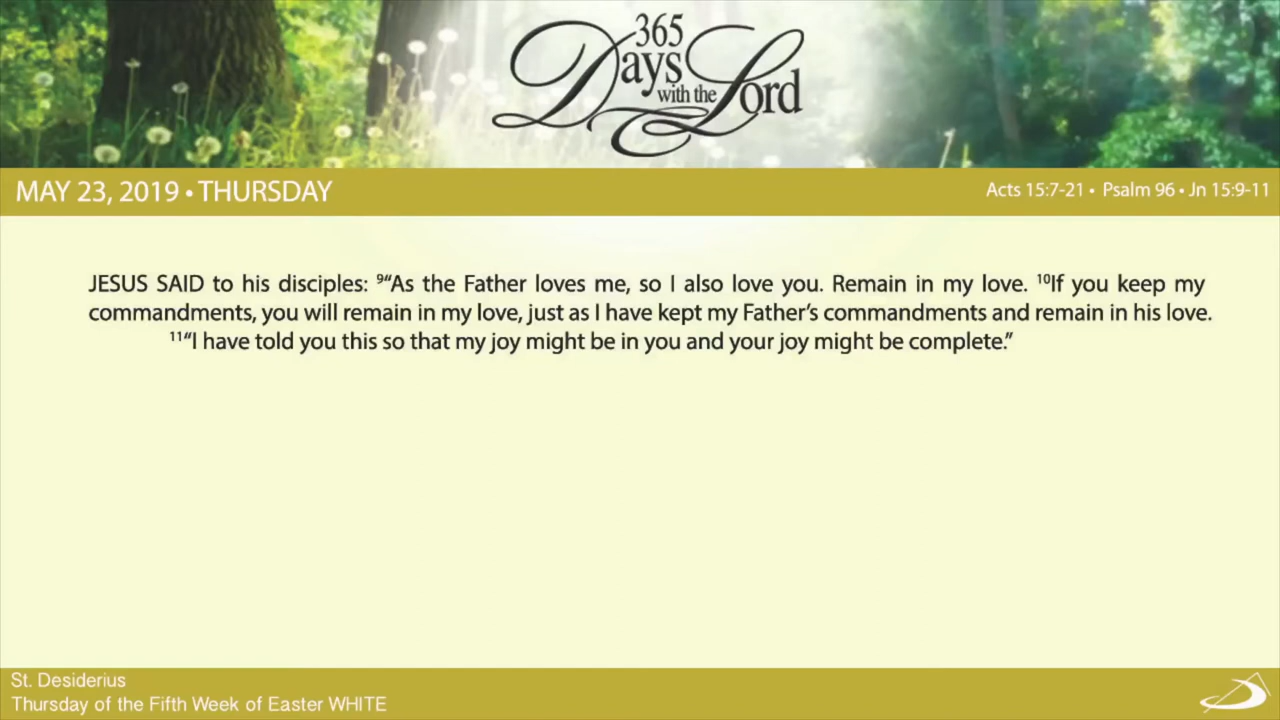 365
Days
with the Lord
MAY 23, 2019 • THURSDAY
Acts 15:7-21 • Psalm 96 • Jn 15:9-11
JESUS SAID to his disciples: ⁹“As the Father loves me, so I also love you. Remain in my love. ¹⁰If you keep my
commandments, you will remain in my love, just as I have kept my Father’s commandments and remain in his love.
¹¹“I have told you this so that my joy might be in you and your joy might be complete.”
St. Desiderius
Thursday of the Fifth Week of Easter WHITE